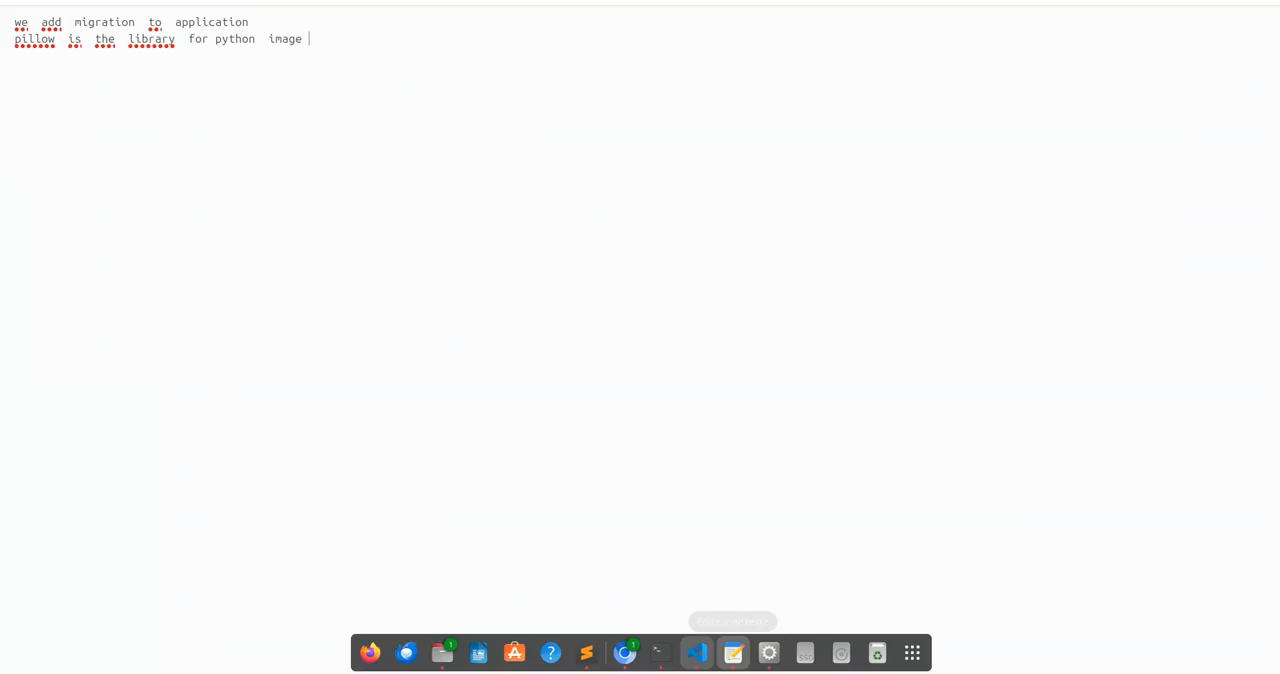 we add migration to application
pillow is the library for python image